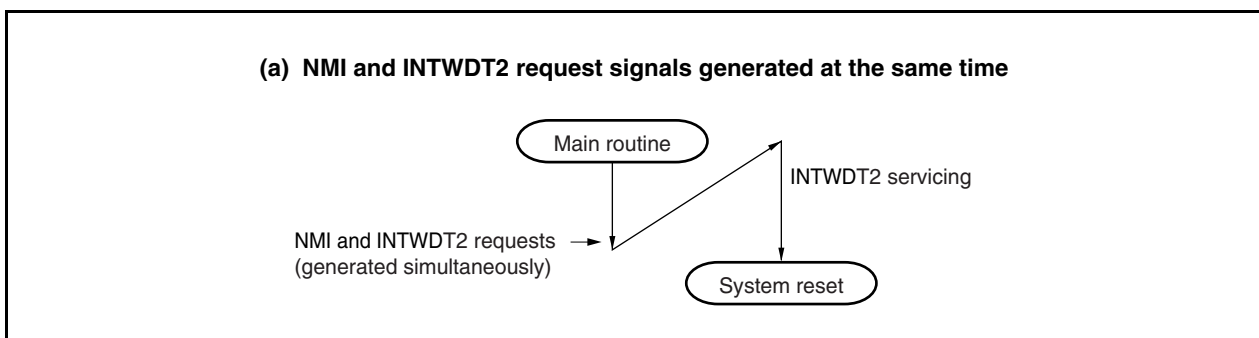 (a) NMI and INTWDT2 request signals generated at the same time
Main routine
INTWDT2 servicing
NMI and INTWDT2 requests
(generated simultaneously)
System reset